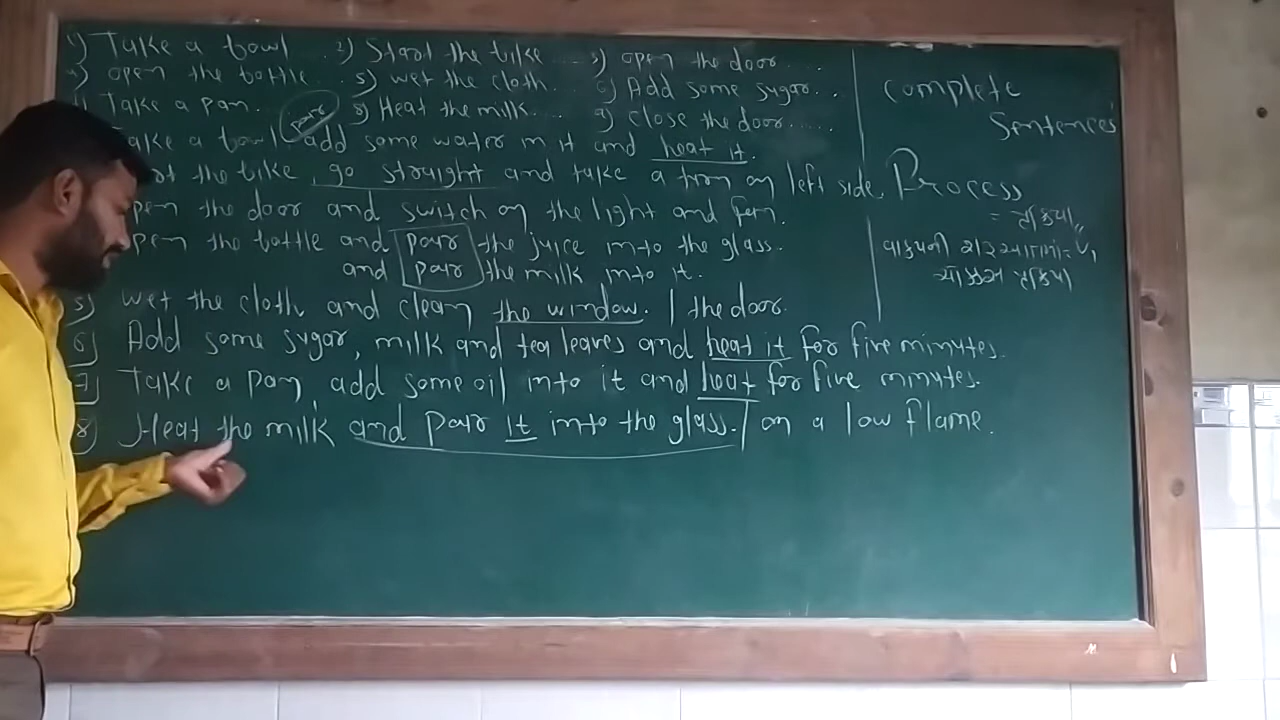 1) Take a bowl .. 2) Start the bike .... 3) open the door....
4) open the bottle... 5) wet the cloth.... 6) Add some sugar...
Take a pan. 8) Heat the milk.... 9) close the door......
Take a bowl add some water in it and heat it.
the bike, go straight and take a turn on left side.
open the door and switch on the light and fen.
open the bottle and pour the juice into the glass.
and pour the milk into it.
5) wet the cloth and clean the window. / the door.
6) Add some sugar, milk and tea leaves and heat it for five minutes.
7) Take a pan, add some oil into it and heat for five minutes.
8) Heat the milk and pour it into the glass. / on a low flame.
Complete
Sentences
Process